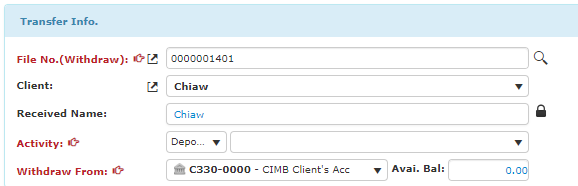 Transfer Info.
File No.(Withdraw): 0000001401
Client: Chiaw
Received Name: Chiaw
Activity: Depo...
Withdraw From: C330-0000 - CIMB Client's Acc Avai. Bal: 0.00